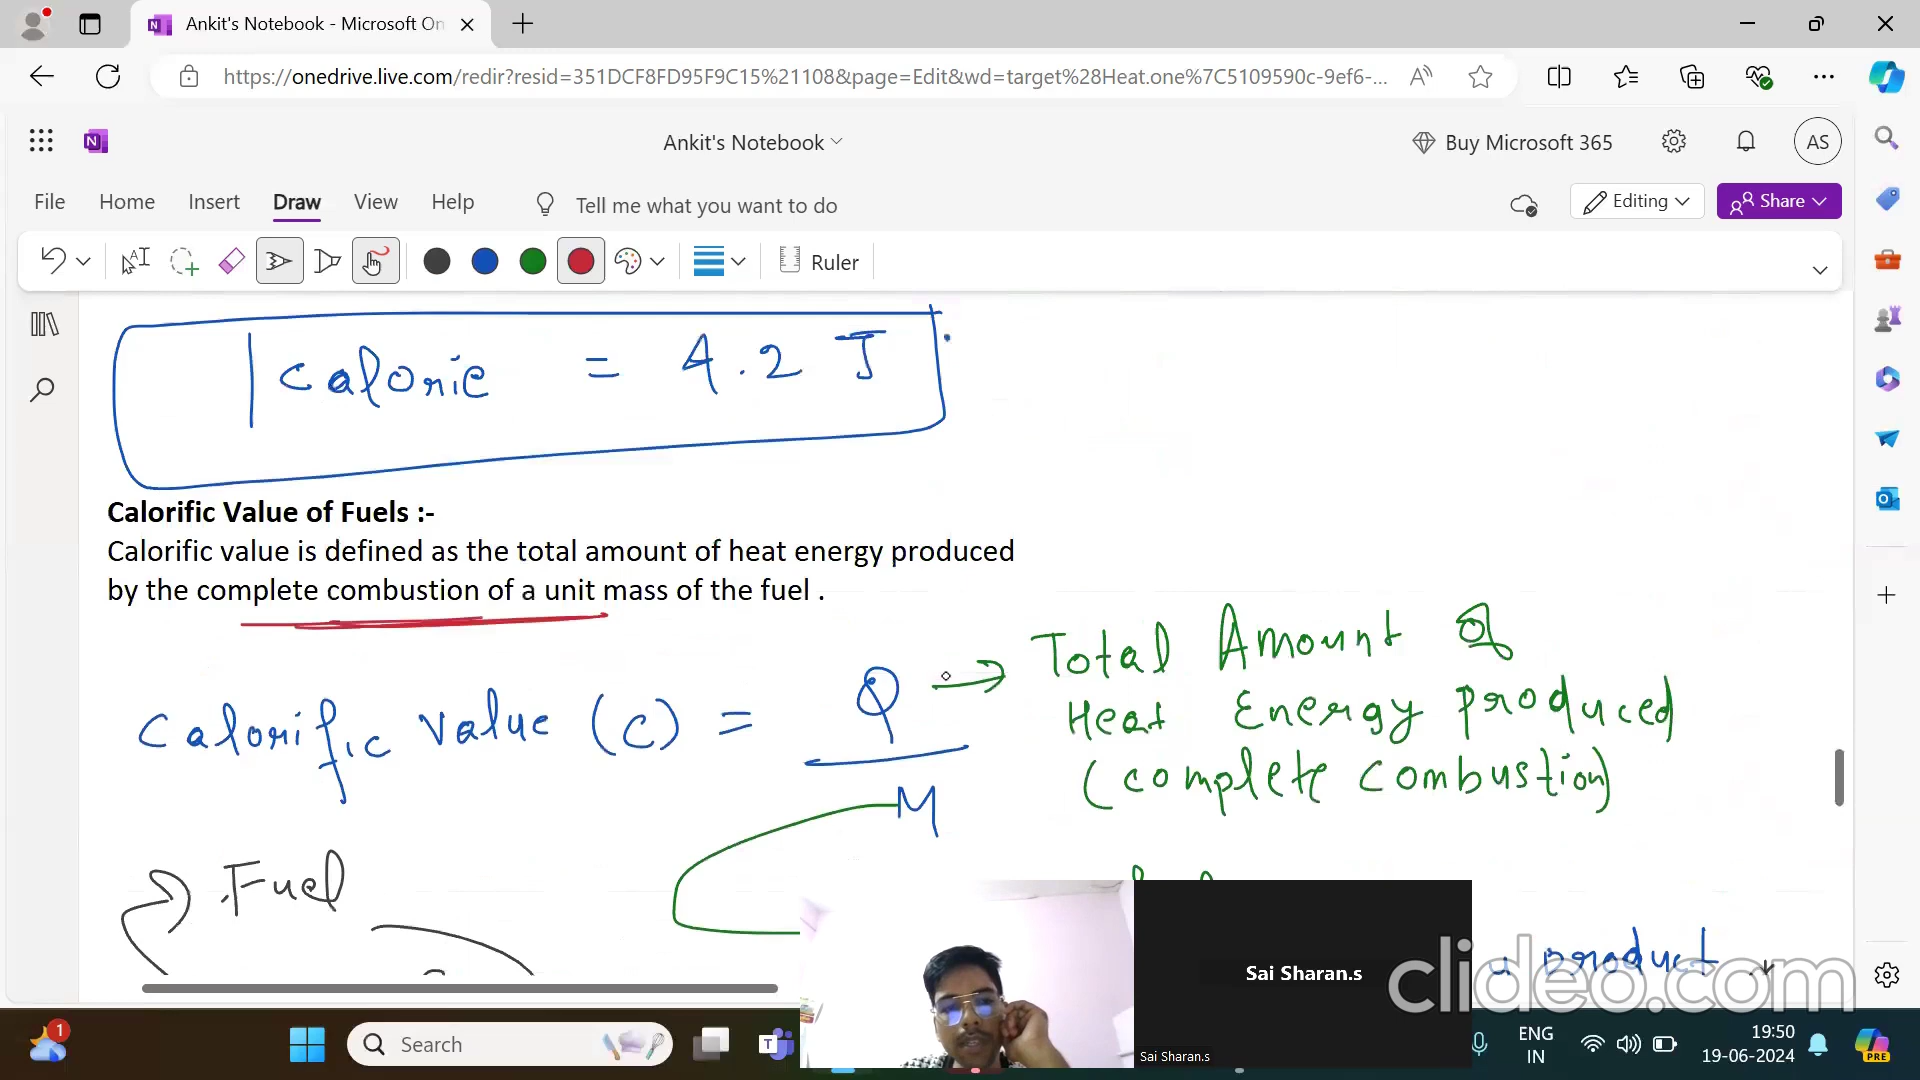 Ankit's Notebook - Microsoft On
https://onedrive.live.com/redir?resid=351DCF8FD95F9C15%21108&page=Edit&wd=target%28Heat.one%7C5109590c-9ef6-...
Ankit's Notebook
Buy Microsoft 365
AS
File Home Insert Draw View Help Tell me what you want to do
Editing Share
Ruler
1 calorie = 4.2 J
Calorific Value of Fuels :-
Calorific value is defined as the total amount of heat energy produced
by the complete combustion of a unit mass of the fuel .
Total Amount of
Heat Energy produced
(complete combustion)
Calorific value (c) = Q
M
Fuel
product
clideo.com
Sai Sharan.s
Sai Sharan.s
1
Search
ENG
IN
19:50
19-06-2024
PRE